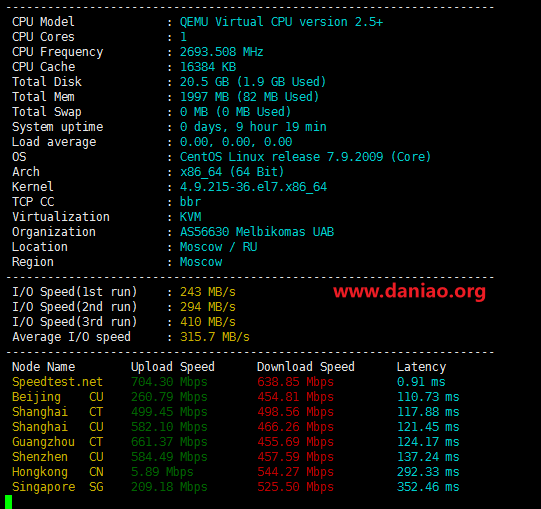 CPU Model : QEMU Virtual CPU version 2.5+
CPU Cores : 1
CPU Frequency : 2693.508 MHz
CPU Cache : 16384 KB
Total Disk : 20.5 GB (1.9 GB Used)
Total Mem : 1997 MB (82 MB Used)
Total Swap : 0 MB (0 MB Used)
System uptime : 0 days, 9 hour 19 min
Load average : 0.00, 0.00, 0.00
OS : CentOS Linux release 7.9.2009 (Core)
Arch : x86_64 (64 Bit)
Kernel : 4.9.215-36.el7.x86_64
TCP CC : bbr
Virtualization : KVM
Organization : AS56630 Melbikomas UAB
Location : Moscow / RU
Region : Moscow
I/O Speed(1st run) : 243 MB/s
www.daniao.org
I/O Speed(2nd run) : 294 MB/s
I/O Speed(3rd run) : 410 MB/s
Average I/O speed : 315.7 MB/s
Node Name Upload Speed Download Speed Latency
Speedtest.net 704.30 Mbps 638.85 Mbps 0.91 ms
Beijing CU 260.79 Mbps 454.81 Mbps 110.73 ms
Shanghai CT 499.45 Mbps 498.56 Mbps 117.88 ms
Shanghai CU 582.10 Mbps 466.26 Mbps 121.45 ms
Guangzhou CT 661.37 Mbps 455.69 Mbps 124.17 ms
Shenzhen CU 584.49 Mbps 457.59 Mbps 137.24 ms
Hongkong CN 5.89 Mbps 544.27 Mbps 292.33 ms
Singapore SG 209.18 Mbps 525.50 Mbps 352.46 ms